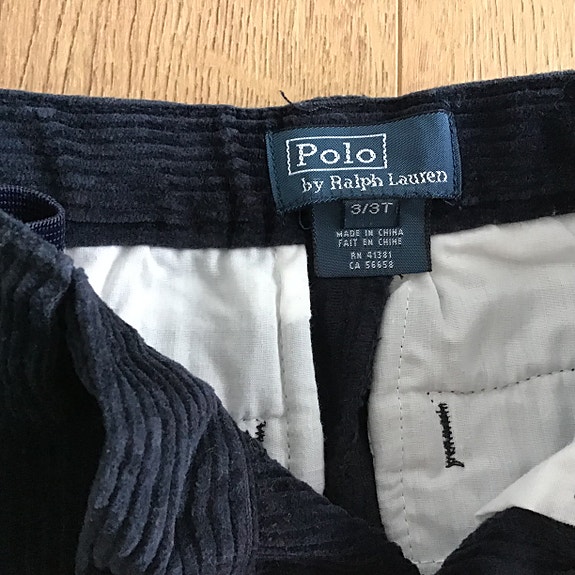 Polo
by Ralph Lauren
3/3T
MADE IN CHINA
FAIT EN CHINE
RN 41381
CA 56658